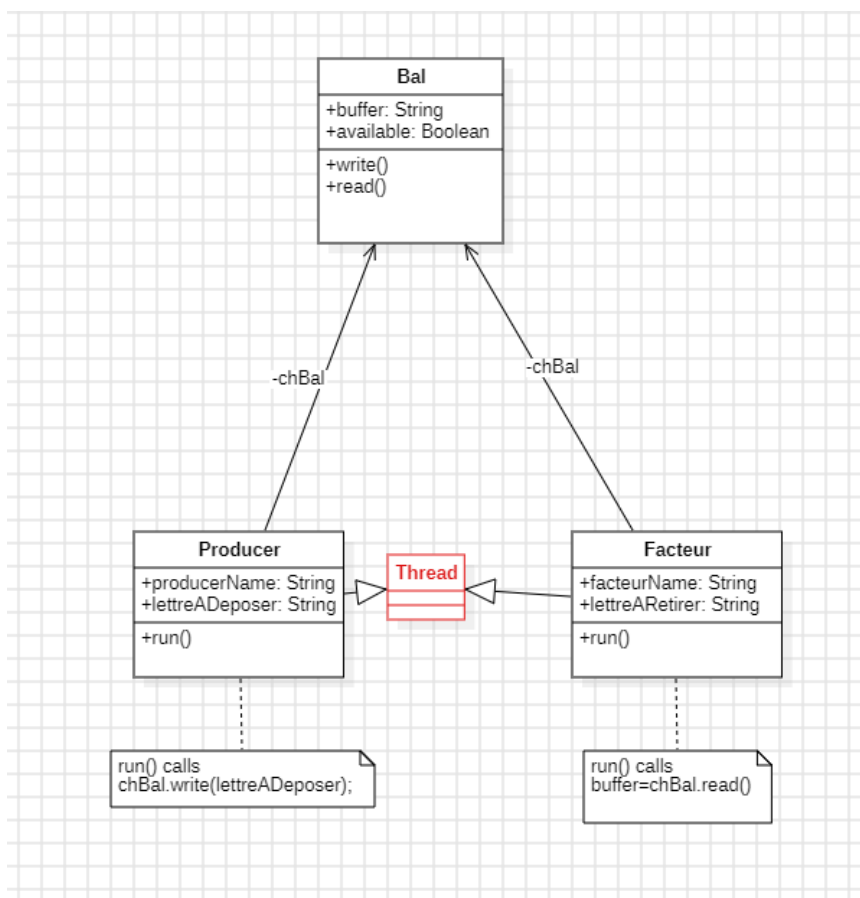 Bal
+buffer: String
+available: Boolean
+write()
+read()
-chBal
-chBal
Producer
+producerName: String
+lettreADeposer: String
+run()
Thread
Facteur
+facteurName: String
+lettreARetirer: String
+run()
run() calls
chBal.write(lettreADeposer);
run() calls
buffer=chBal.read()